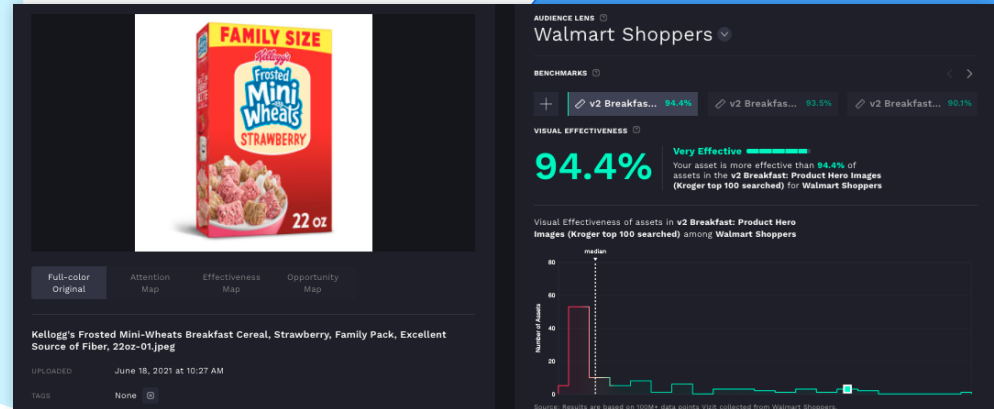 FAMILY SIZE
Kellogg's
Frosted
Mini
Wheats
STRAWBERRY
22 OZ
Full-color
Original
Attention
Map
Effectiveness
Map
Opportunity
Map
Kellogg's Frosted Mini-Wheats Breakfast Cereal, Strawberry, Family Pack, Excellent
Source of Fiber, 22oz-01.jpeg
UPLOADED June 18, 2021 at 10:27 AM
TAGS None
AUDIENCE LENS
Walmart Shoppers
BENCHMARKS
v2 Breakfas... 94.4% v2 Breakfas... 93.5% v2 Breakfast... 90.1%
VISUAL EFFECTIVENESS
94.4%
Very Effective
Your asset is more effective than 94.4% of
assets in the v2 Breakfast: Product Hero Images
(Kroger top 100 searched) for Walmart Shoppers
Visual Effectiveness of assets in v2 Breakfast: Product Hero
Images (Kroger top 100 searched) among Walmart Shoppers
median
80
60
40
20
0
Number of Assets
Source: Results are based on 100M+ data points Vizit collected from Walmart Shoppers.